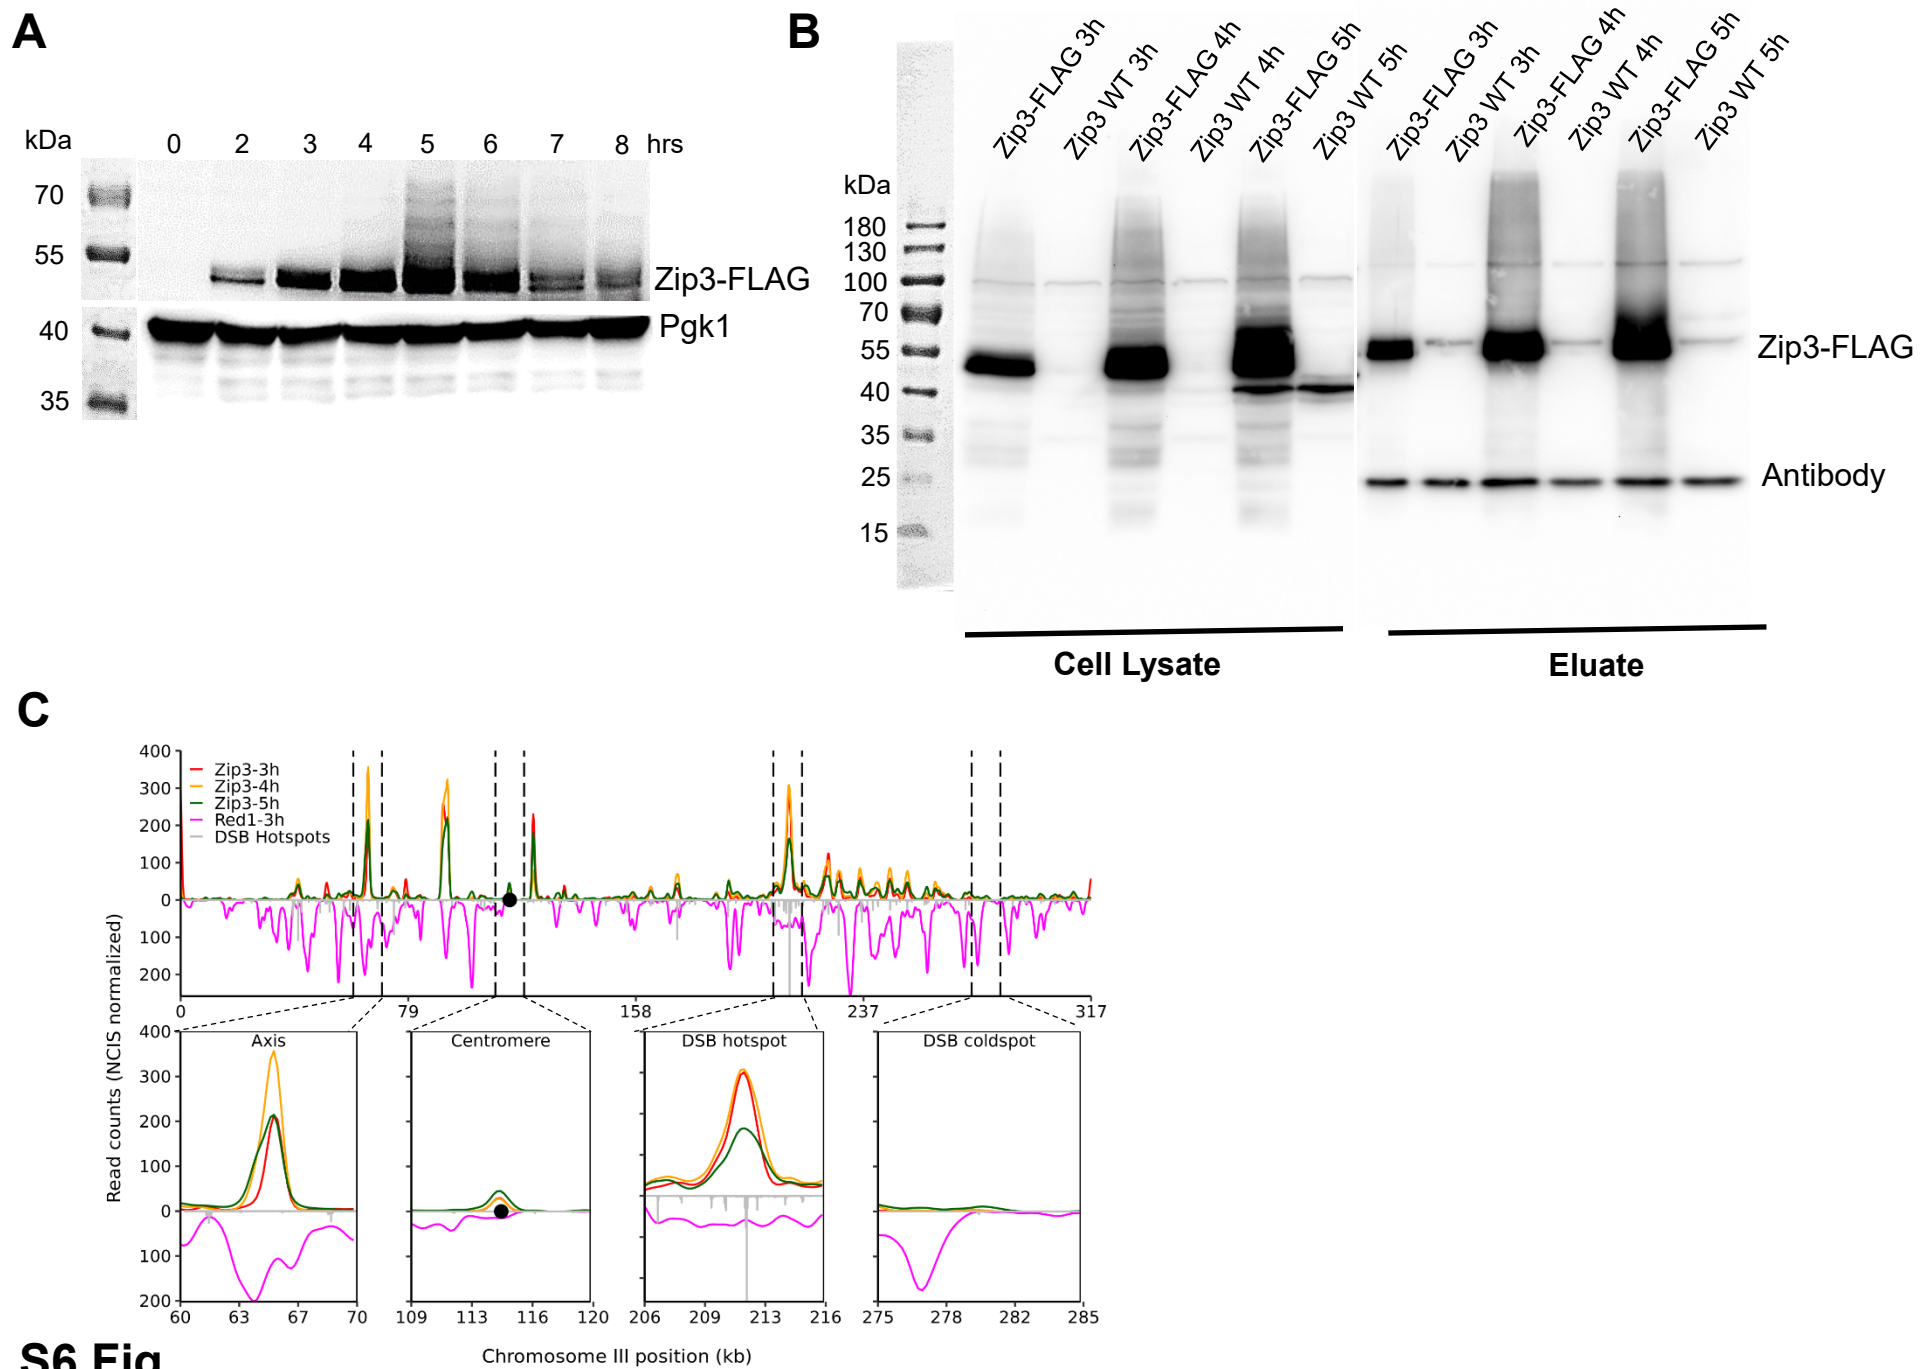 A
kDa
0 2 3 4 5 6 7 8 hrs
70
55
Zip3-FLAG
Pgk1
40
35
B
Zip3-FLAG 3h
Zip3 WT 3h
Zip3-FLAG 4h
Zip3 WT 4h
Zip3-FLAG 5h
Zip3 WT 5h
Zip3-FLAG 3h
Zip3 WT 3h
Zip3-FLAG 4h
Zip3 WT 4h
Zip3-FLAG 5h
Zip3 WT 5h
kDa
180
130
100
70
55
40
35
25
15
Zip3-FLAG
Antibody
Cell Lysate
Eluate
C
Read counts (NCIS normalized)
400
300
200
100
0
100
200
Zip3-3h
Zip3-4h
Zip3-5h
Red1-3h
DSB Hotspots
0 79 158 237 317
400
300
200
100
0
100
200
Axis
60 63 67 70
Centromere
109 113 116 120
DSB hotspot
206 209 213 216
DSB coldspot
275 278 282 285
Chromosome III position (kb)
S6 Fig